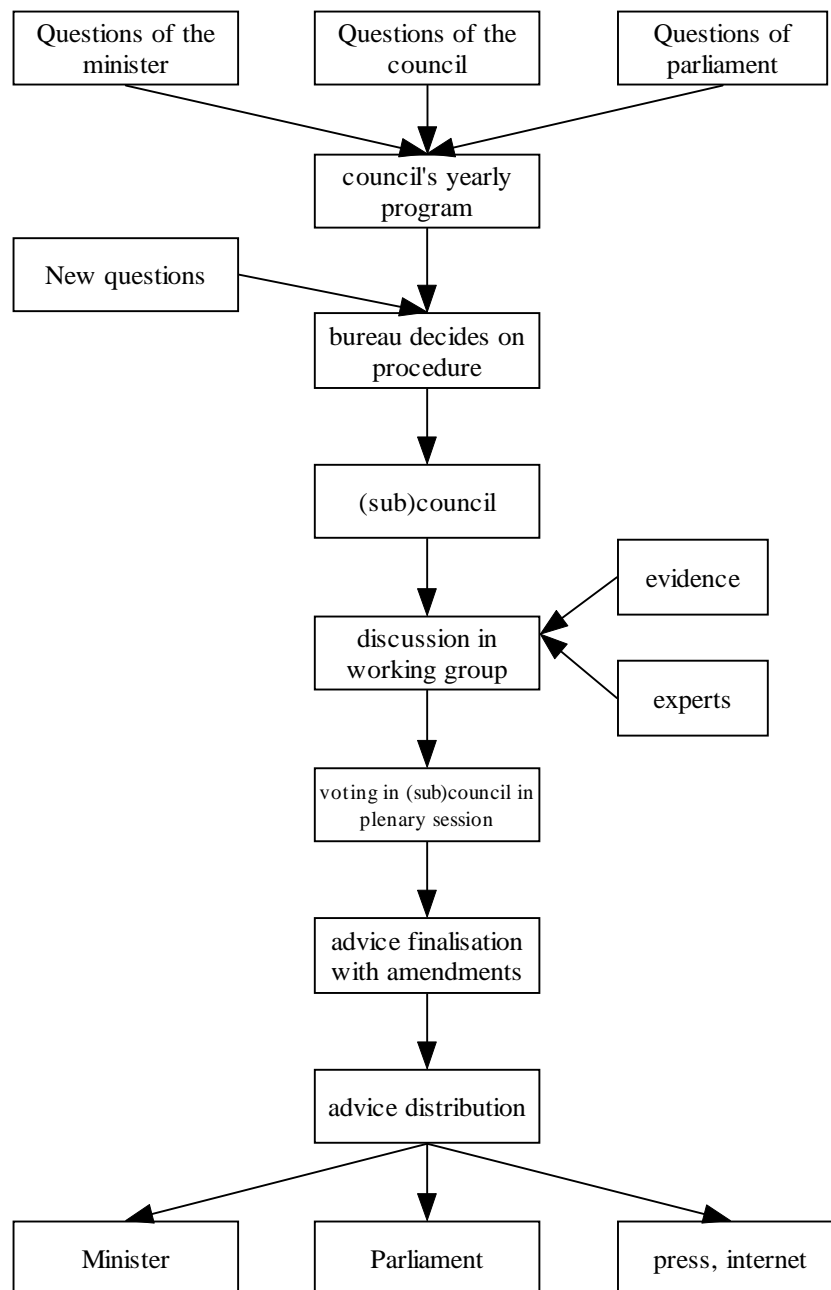 Questions of the
minister
Questions of the
council
Questions of
parliament
council's yearly
program
New questions
bureau decides on
procedure
(sub)council
evidence
discussion in
working group
experts
voting in (sub)council in
plenary session
advice finalisation
with amendments
advice distribution
Minister
Parliament
press, internet